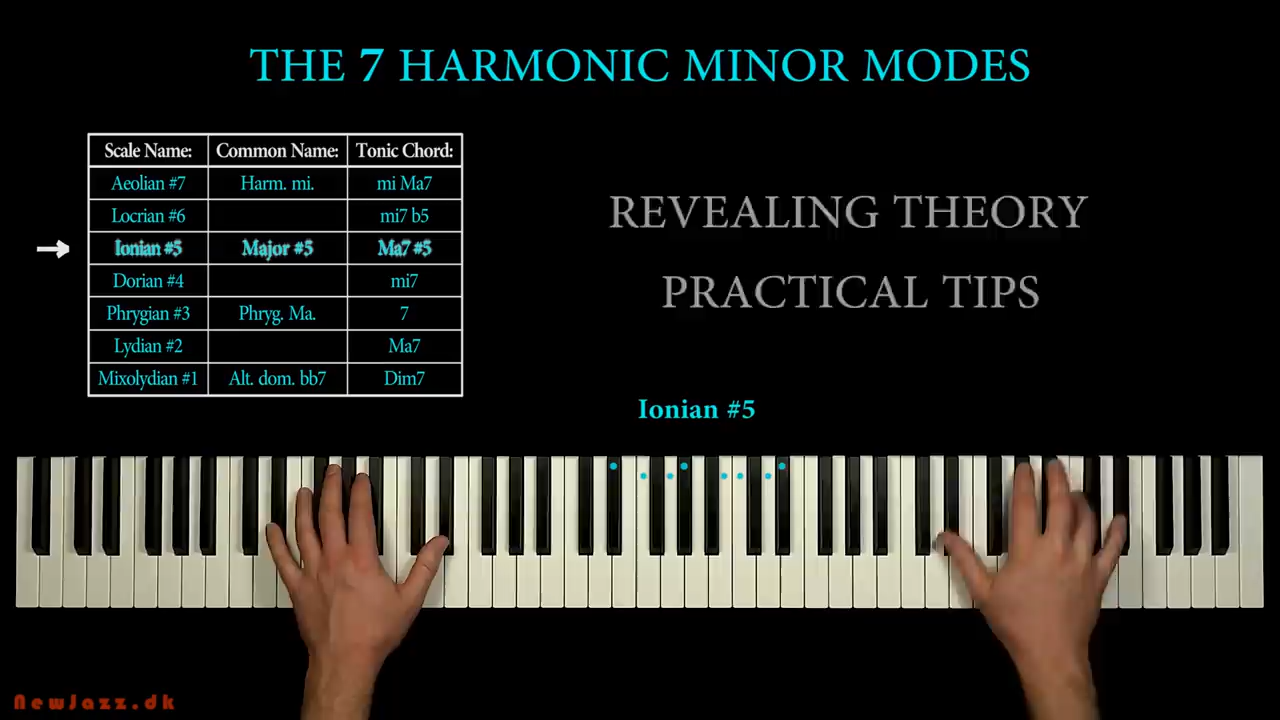 THE 7 HARMONIC MINOR MODES
Scale Name: Common Name: Tonic Chord:
Aeolian #7 Harm. mi. mi Ma7
Locrian #6 mi7 b5
Ionian #5 Major #5 Ma7 #5
Dorian #4 mi7
Phrygian #3 Phryg. Ma. 7
Lydian #2 Ma7
Mixolydian #1 Alt. dom. bb7 Dim7
REVEALING THEORY
PRACTICAL TIPS
Ionian #5
NewJazz.dk